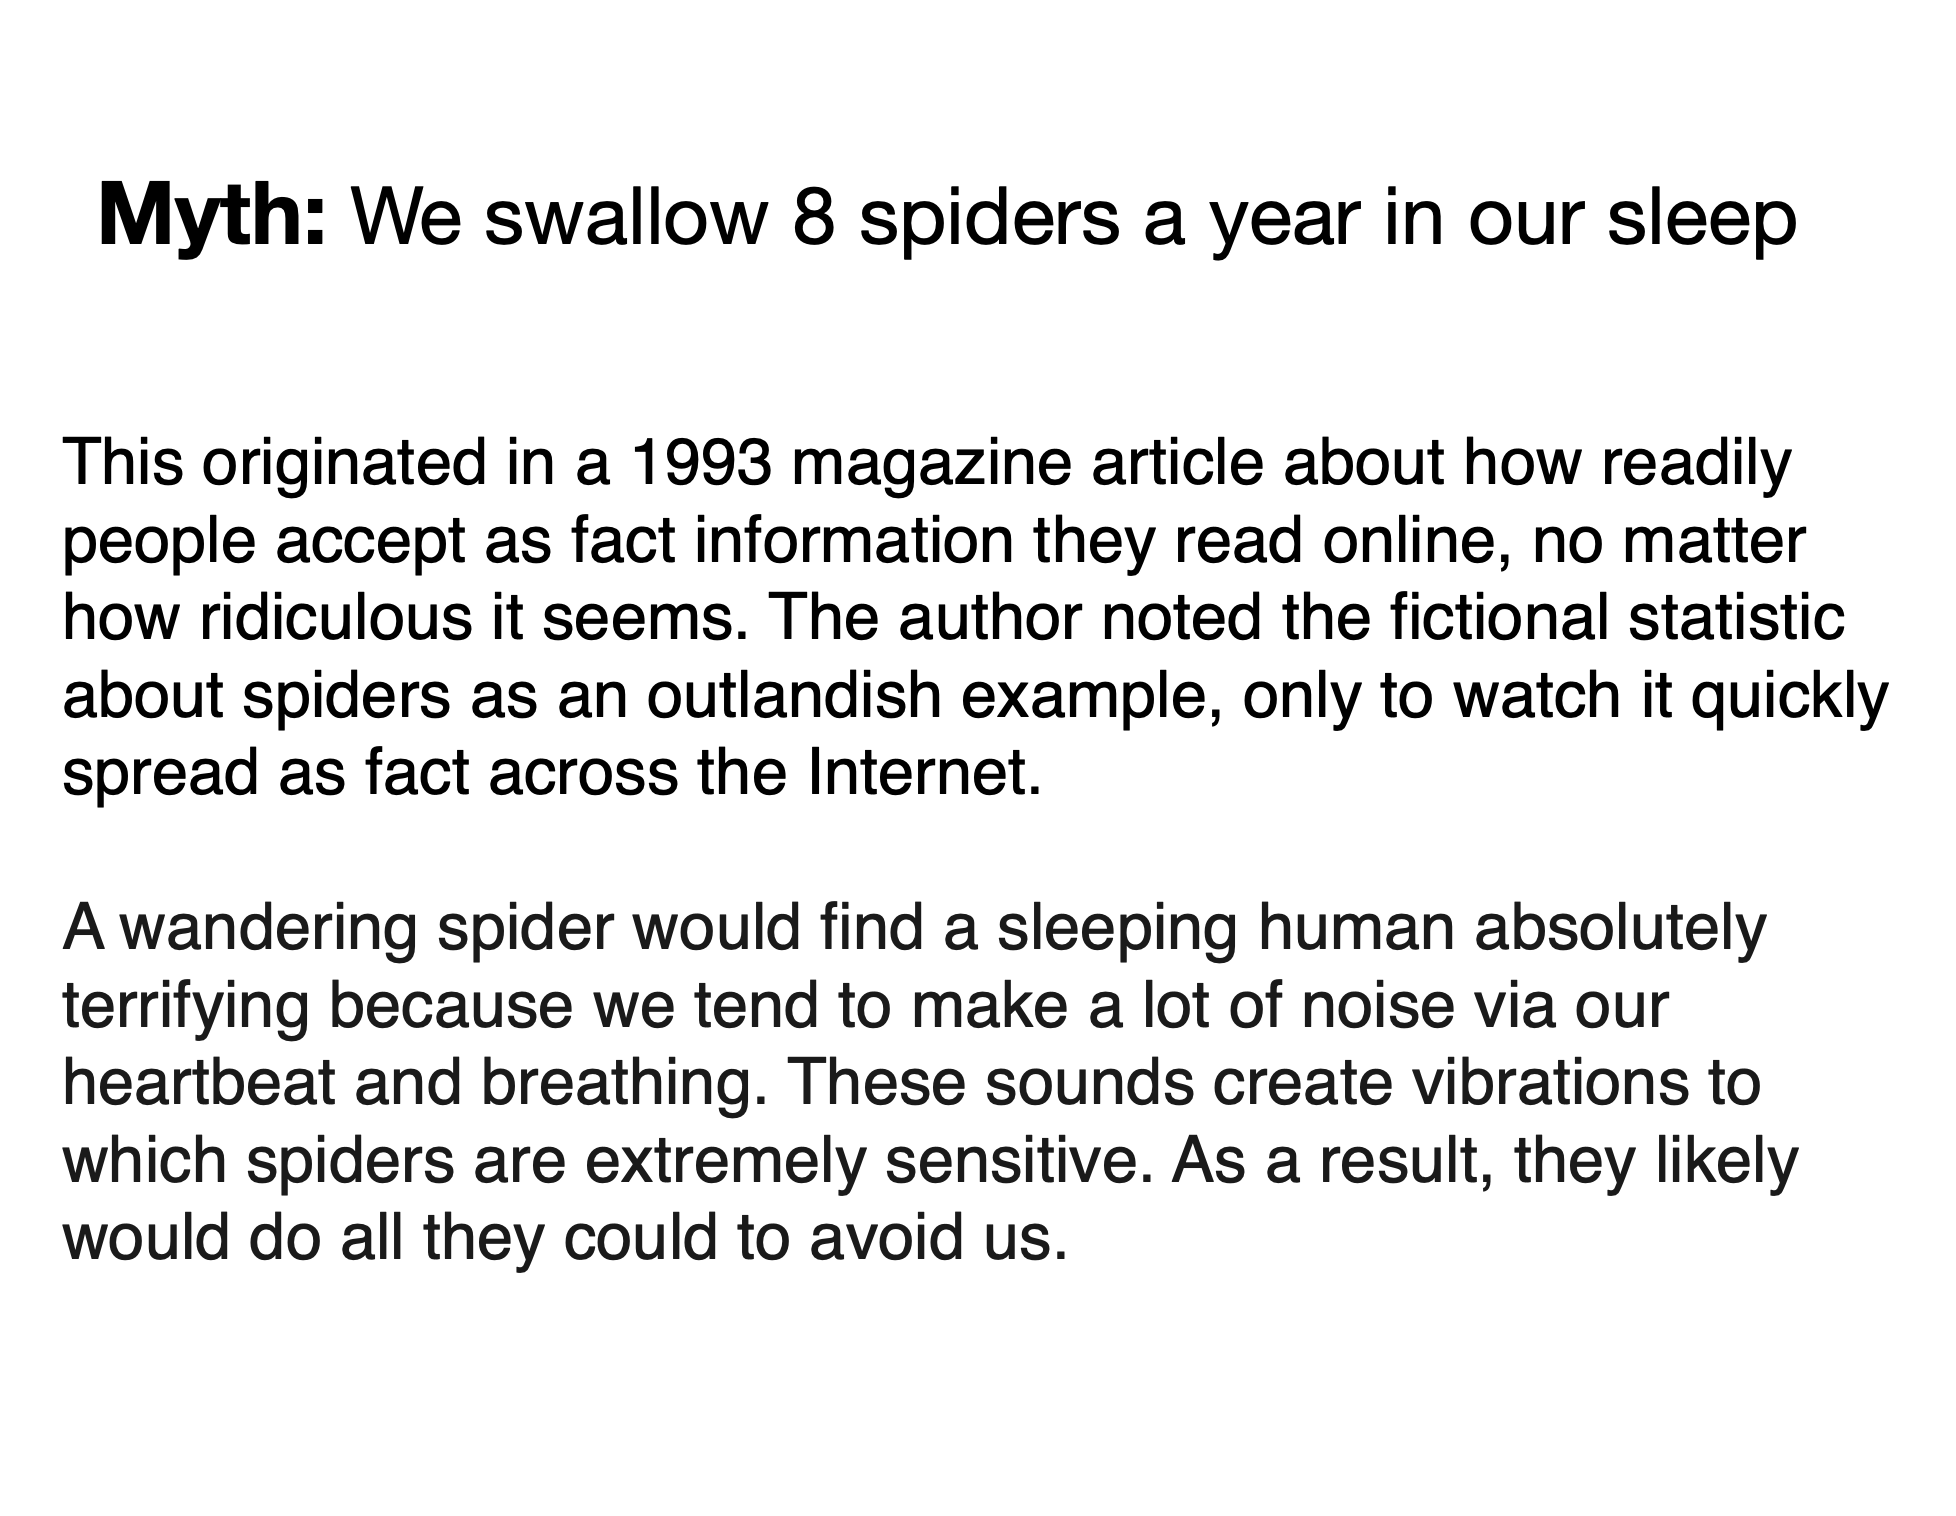 Myth: We swallow 8 spiders a year in our sleep
This originated in a 1993 magazine article about how readily
people accept as fact information they read online, no matter
how ridiculous it seems. The author noted the fictional statistic
about spiders as an outlandish example, only to watch it quickly
spread as fact across the Internet.
A wandering spider would find a sleeping human absolutely
terrifying because we tend to make a lot of noise via our
heartbeat and breathing. These sounds create vibrations to
which spiders are extremely sensitive. As a result, they likely
would do all they could to avoid us.